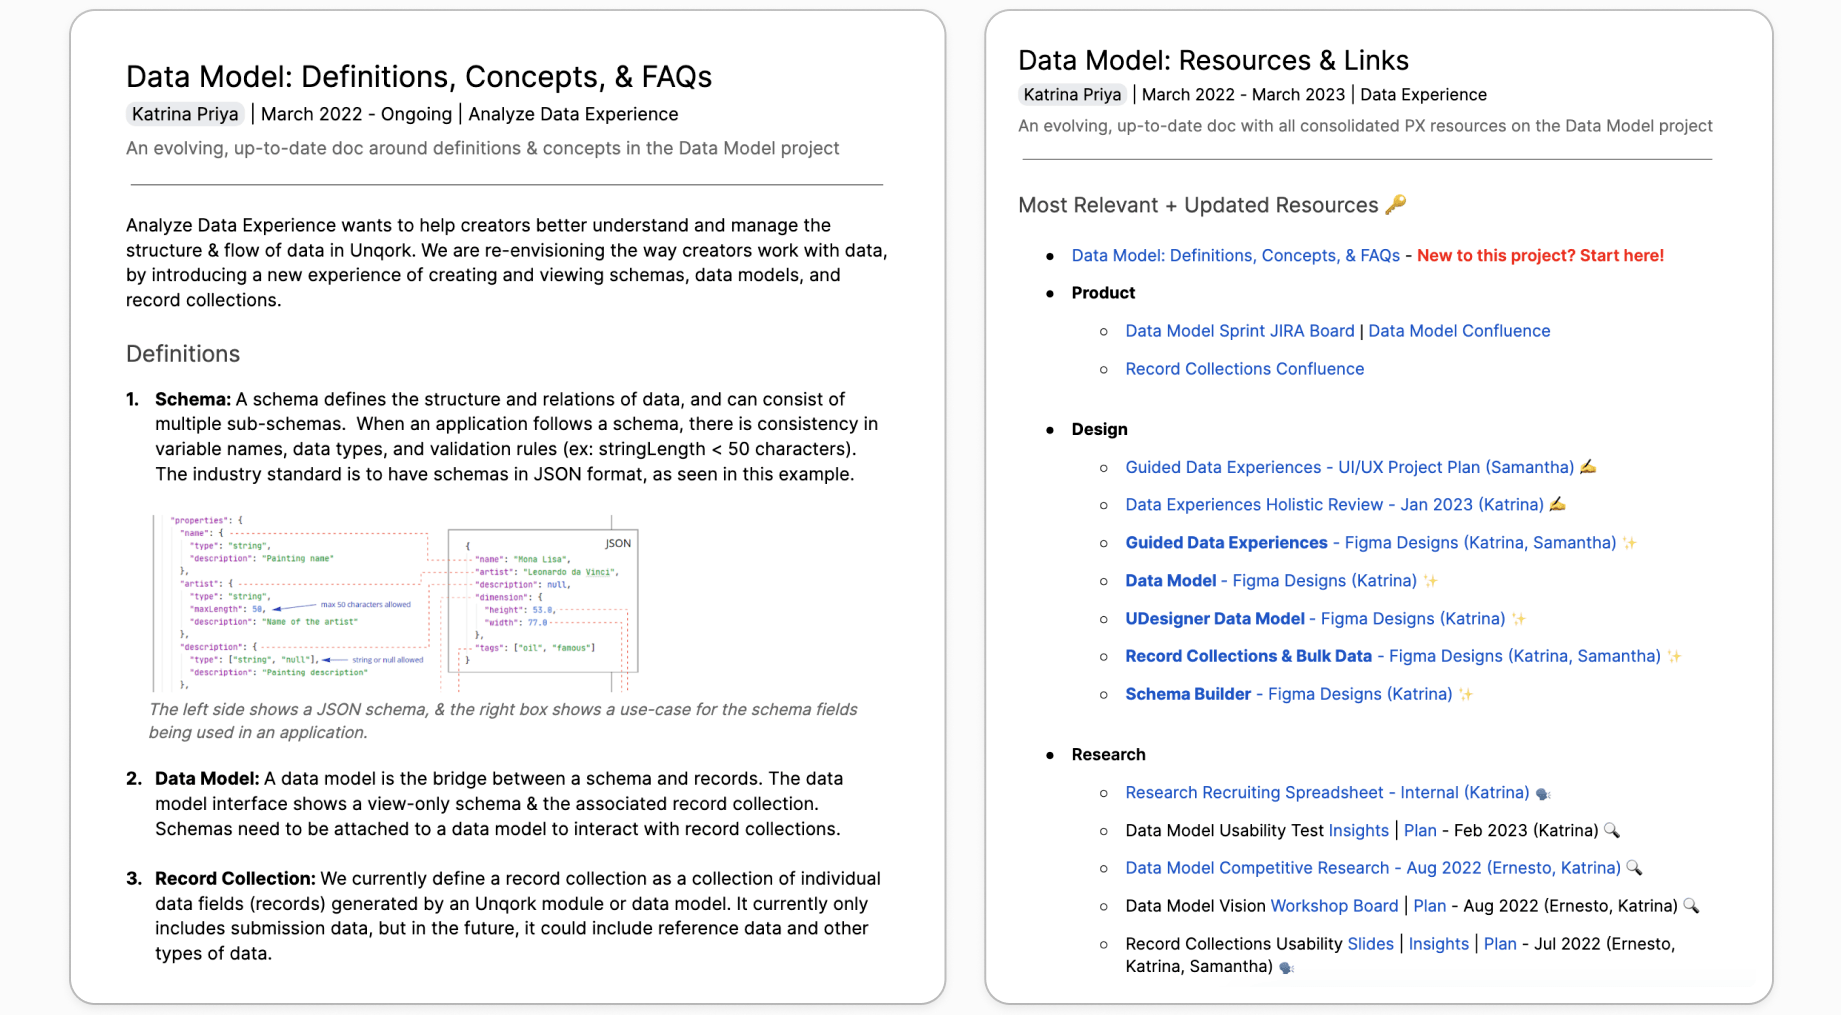 Data Model: Definitions, Concepts, & FAQs
Katrina Priya | March 2022 - Ongoing | Analyze Data Experience
An evolving, up-to-date doc around definitions & concepts in the Data Model project
Analyze Data Experience wants to help creators better understand and manage the
structure & flow of data in Unqork. We are re-envisioning the way creators work with data,
by introducing a new experience of creating and viewing schemas, data models, and
record collections.
Definitions
1. Schema: A schema defines the structure and relations of data, and can consist of
multiple sub-schemas.  When an application follows a schema, there is consistency in
variable names, data types, and validation rules (ex: stringLength < 50 characters).
The industry standard is to have schemas in JSON format, as seen in this example.
"properties": {
"name": {
"type": "string",
"description": "Painting name"
},
"artist": {
"type": "string",
"maxLength": 50,
max 50 characters allowed
"description": "Name of the artist"
},
"description": {
"type": ["string", "null"],
string or null allowed
"description": "Painting description"
},
JSON
{
"name": "Mona Lisa",
"artist": "Leonardo da Vinci",
"description": null,
"dimension": {
"height": 53.0,
"width": 77.0
},
"tags": ["oil", "famous"]
}
The left side shows a JSON schema, & the right box shows a use-case for the schema fields
being used in an application.
2. Data Model: A data model is the bridge between a schema and records. The data
model interface shows a view-only schema & the associated record collection.
Schemas need to be attached to a data model to interact with record collections.
3. Record Collection: We currently define a record collection as a collection of individual
data fields (records) generated by an Unqork module or data model. It currently only
includes submission data, but in the future, it could include reference data and other
types of data.
Data Model: Resources & Links
Katrina Priya | March 2022 - March 2023 | Data Experience
An evolving, up-to-date doc with all consolidated PX resources on the Data Model project
Most Relevant + Updated Resources 🔑
● Data Model: Definitions, Concepts, & FAQs - New to this project? Start here!
● Product
○ Data Model Sprint JIRA Board | Data Model Confluence
○ Record Collections Confluence
● Design
○ Guided Data Experiences - UI/UX Project Plan (Samantha) ✍️
○ Data Experiences Holistic Review - Jan 2023 (Katrina) ✍️
○ Guided Data Experiences - Figma Designs (Katrina, Samantha) ✨
○ Data Model - Figma Designs (Katrina) ✨
○ UDesigner Data Model - Figma Designs (Katrina) ✨
○ Record Collections & Bulk Data - Figma Designs (Katrina, Samantha) ✨
○ Schema Builder - Figma Designs (Katrina) ✨
● Research
○ Research Recruiting Spreadsheet - Internal (Katrina) 🗣️
○ Data Model Usability Test Insights | Plan - Feb 2023 (Katrina) 🔍
○ Data Model Competitive Research - Aug 2022 (Ernesto, Katrina) 🔍
○ Data Model Vision Workshop Board | Plan - Aug 2022 (Ernesto, Katrina) 🔍
○ Record Collections Usability Slides | Insights | Plan - Jul 2022 (Ernesto,
Katrina, Samantha) 🗣️